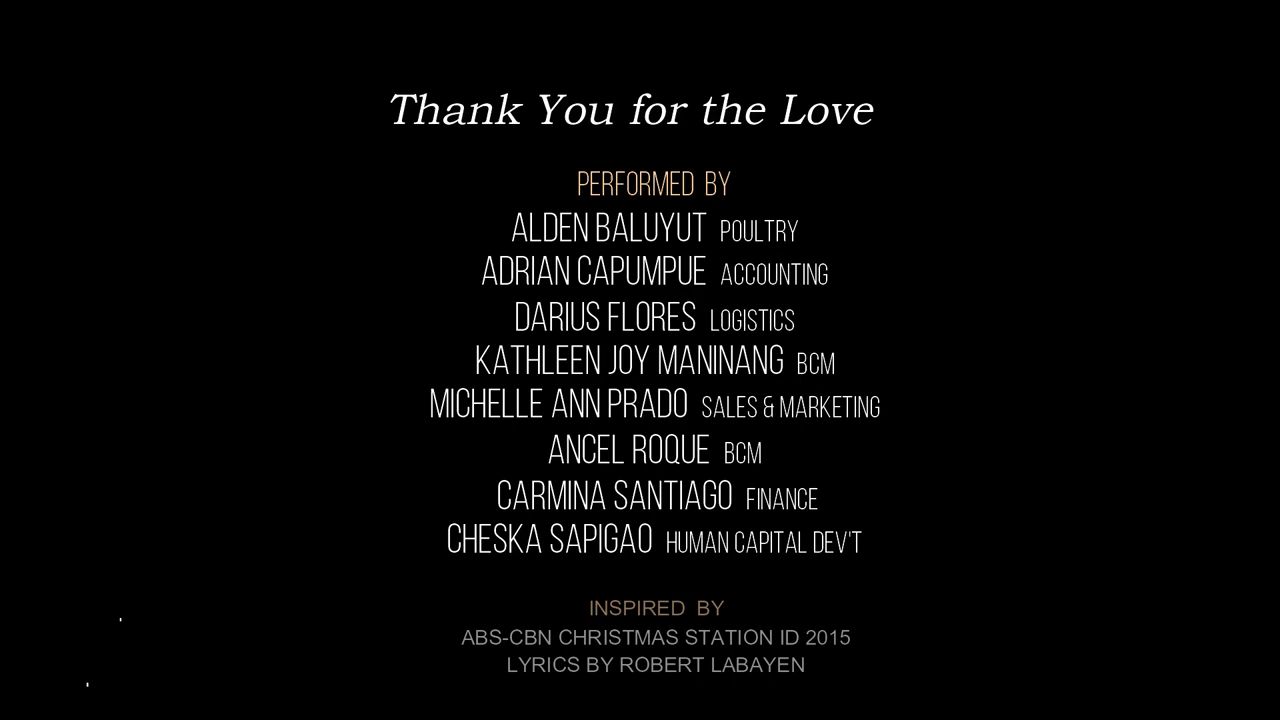 Thank You for the Love
PERFORMED BY
ALDEN BALUYUT POULTRY
ADRIAN CAPUMPUE ACCOUNTING
DARIUS FLORES LOGISTICS
KATHLEEN JOY MANINANG BCM
MICHELLE ANN PRADO SALES & MARKETING
ANCEL ROQUE BCM
CARMINA SANTIAGO FINANCE
CHESKA SAPIGAO HUMAN CAPITAL DEV'T
INSPIRED BY
ABS-CBN CHRISTMAS STATION ID 2015
LYRICS BY ROBERT LABAYEN